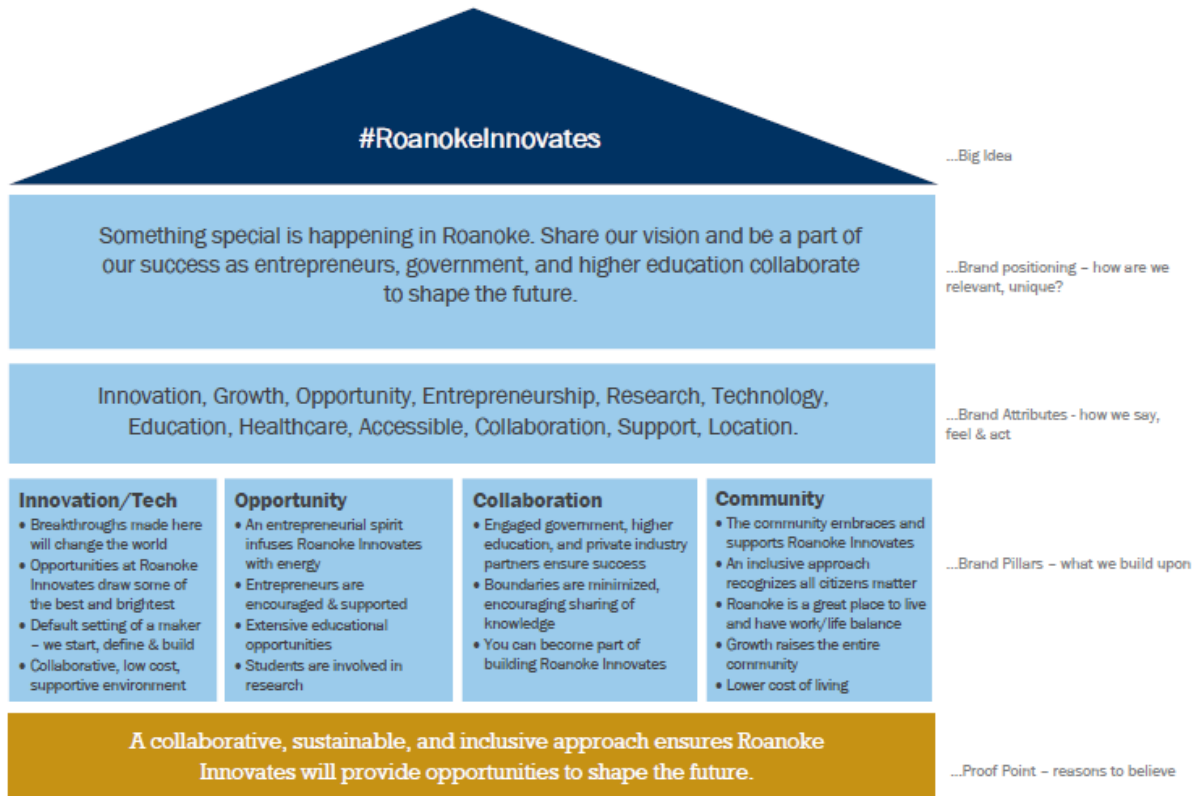 #RoanokeInnovates
...Big Idea
Something special is happening in Roanoke. Share our vision and be a part of
our success as entrepreneurs, government, and higher education collaborate
to shape the future.
...Brand positioning – how are we
relevant, unique?
Innovation, Growth, Opportunity, Entrepreneurship, Research, Technology,
Education, Healthcare, Accessible, Collaboration, Support, Location.
...Brand Attributes - how we say,
feel & act
Innovation/Tech
• Breakthroughs made here
will change the world
• Opportunities at Roanoke
Innovates draw some of
the best and brightest
• Default setting of a maker
– we start, define & build
• Collaborative, low cost,
supportive environment
Opportunity
• An entrepreneurial spirit
infuses Roanoke Innovates
with energy
• Entrepreneurs are
encouraged & supported
• Extensive educational
opportunities
• Students are involved in
research
Collaboration
• Engaged government, higher
education, and private industry
partners ensure success
• Boundaries are minimized,
encouraging sharing of
knowledge
• You can become part of
building Roanoke Innovates
Community
• The community embraces and
supports Roanoke Innovates
• An inclusive approach
recognizes all citizens matter
• Roanoke is a great place to live
and have work/life balance
• Growth raises the entire
community
• Lower cost of living
...Brand Pillars – what we build upon
A collaborative, sustainable, and inclusive approach ensures Roanoke
Innovates will provide opportunities to shape the future.
...Proof Point – reasons to believe